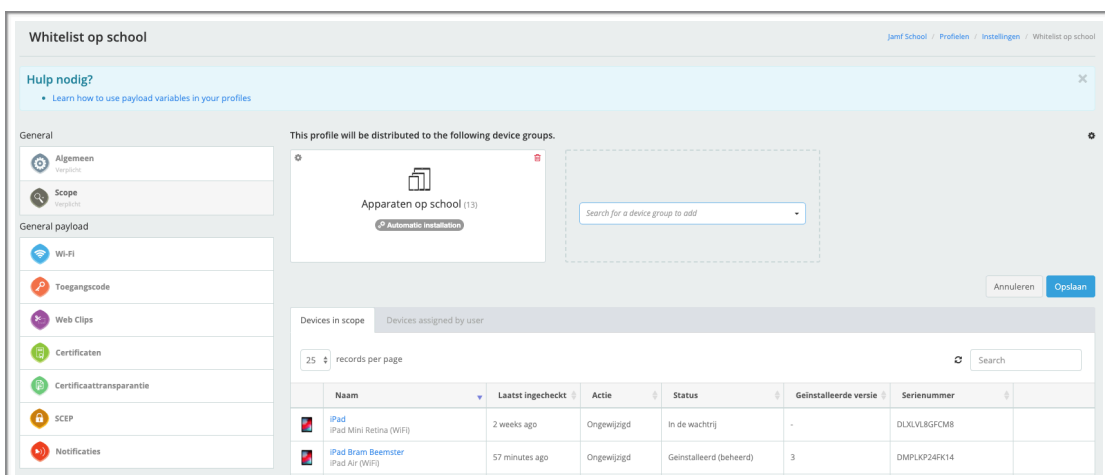 Whitelist op school
Jamf School / Profielen / Instellingen / Whitelist op school
Hulp nodig?
Learn how to use payload variables in your profiles
General
Algemeen
Verplicht
Scope
Verplicht
General payload
Wi-Fi
Toegangscode
Web Clips
Certificaten
Certificaattransparantie
SCEP
Notificaties
This profile will be distributed to the following device groups.
Apparaten op school (13)
Automatic Installation
Search for a device group to add
Annuleren
Opslaan
Devices in scope
Devices assigned by user
25 records per page
Search
Naam Laatst ingecheckt Actie Status Geïnstalleerde versie Serienummer
iPad
iPad Mini Retina (WiFi)
2 weeks ago Ongewijzigd In de wachtrij - DLXLVL8GFCM8
iPad Bram Beemster
iPad Air (WiFi)
57 minutes ago Ongewijzigd Geïnstalleerd (beheerd) 3 DMPLKP24FK14